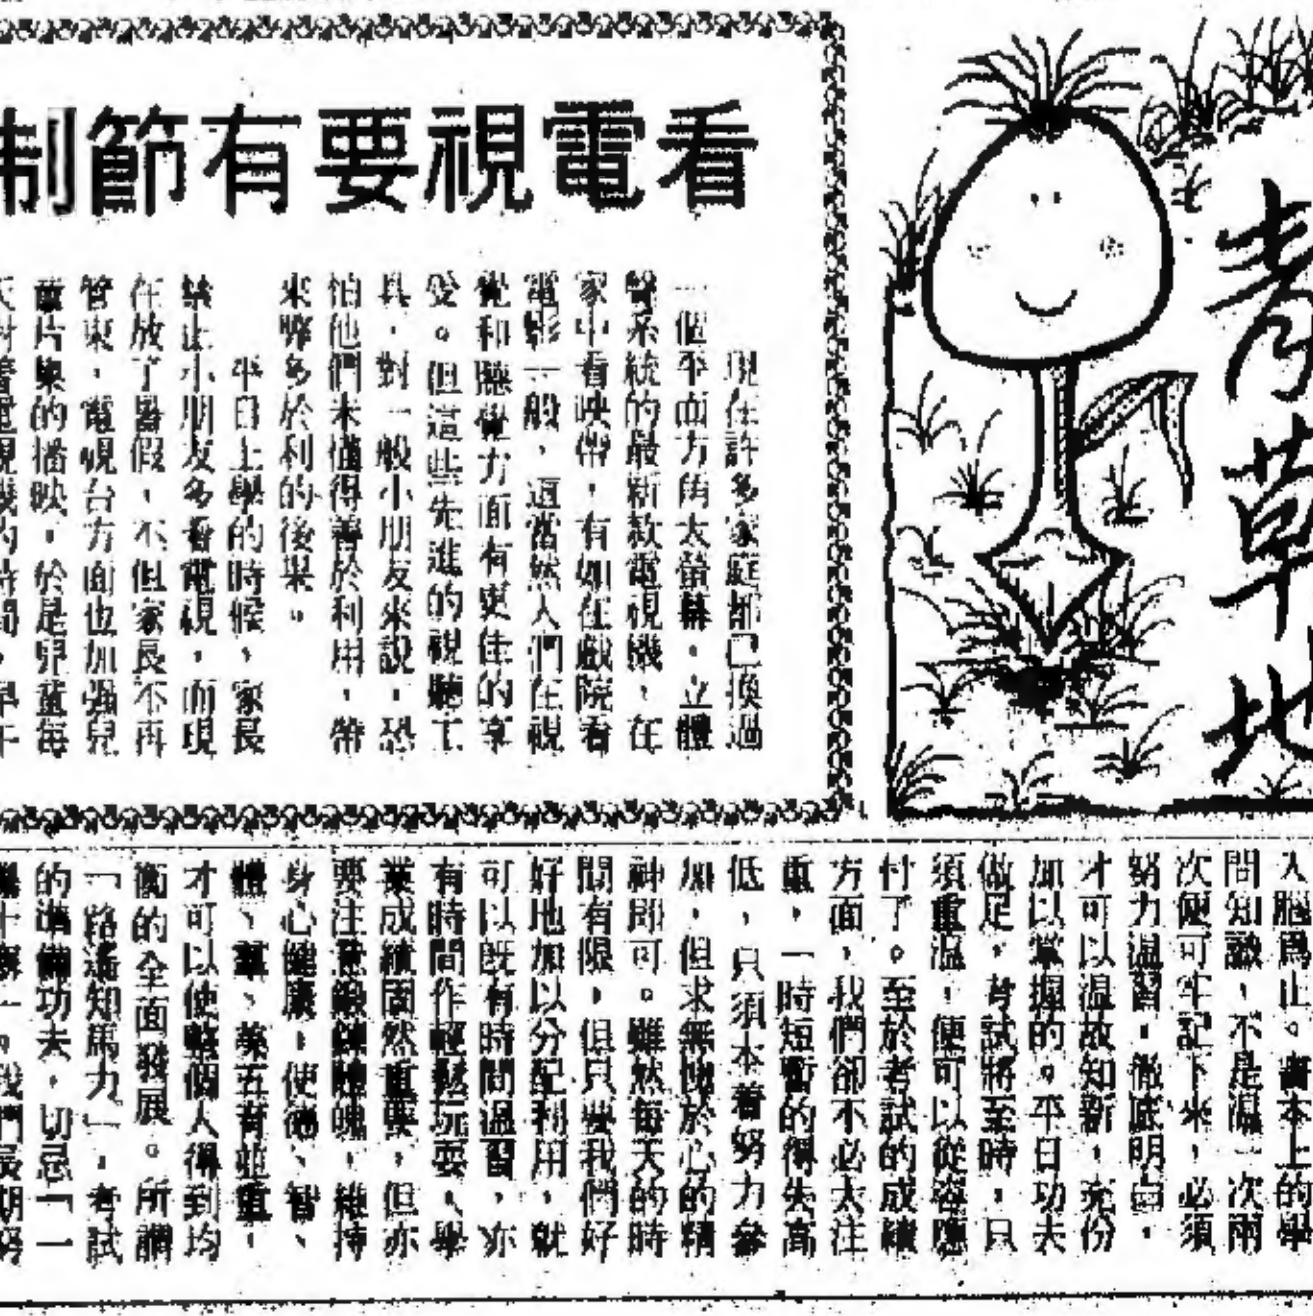 看電視要有節制
現在許多家庭都已換過
一個平面方角大螢幕，立體
聲系統的最新款電視機，在
家中看映帶，有如在戲院看
電影一般，這當然人們在視
覺和聽覺方面有更佳的享
受。但這些先進的視聽工
具，對一般小朋友來說，恐
怕他們未懂得善於利用，帶
來弊多於利的後果。
平日上學的時候，家長
禁止小朋友多看電視，而現
在放了暑假，不但家長不再
管束，電視台方面也加強兒
童片集的播映，於是兒童每
天對着電視機的時間，早午
青草地
入腦為止。書本上的學
問知識，不是溫一次兩
次便可牢記下來，必須
努力溫習，徹底明白，
才可以溫故知新，充份
加以掌握的。平日功夫
做足，考試將至時，只
須重溫，便可以從容應
付了。至於考試的成績
方面，我們卻不必太注
重，一時短暫的得失高
低，只須本着努力參
加，但求無愧於心的精
神即可。雖然每天的時
間有限，但只要我們好
好地加以分配利用，就
可以既有時間溫習，亦
有時間作輕鬆玩耍，學
業成績固然重要，但亦
要注意鍛鍊體魄，維持
身心健康，使德、智、
體、羣、美五育並重，
才可以使整個人得到均
衡的全面發展。所謂
「路遙知馬力」，考試
的準備功夫，切忌「一